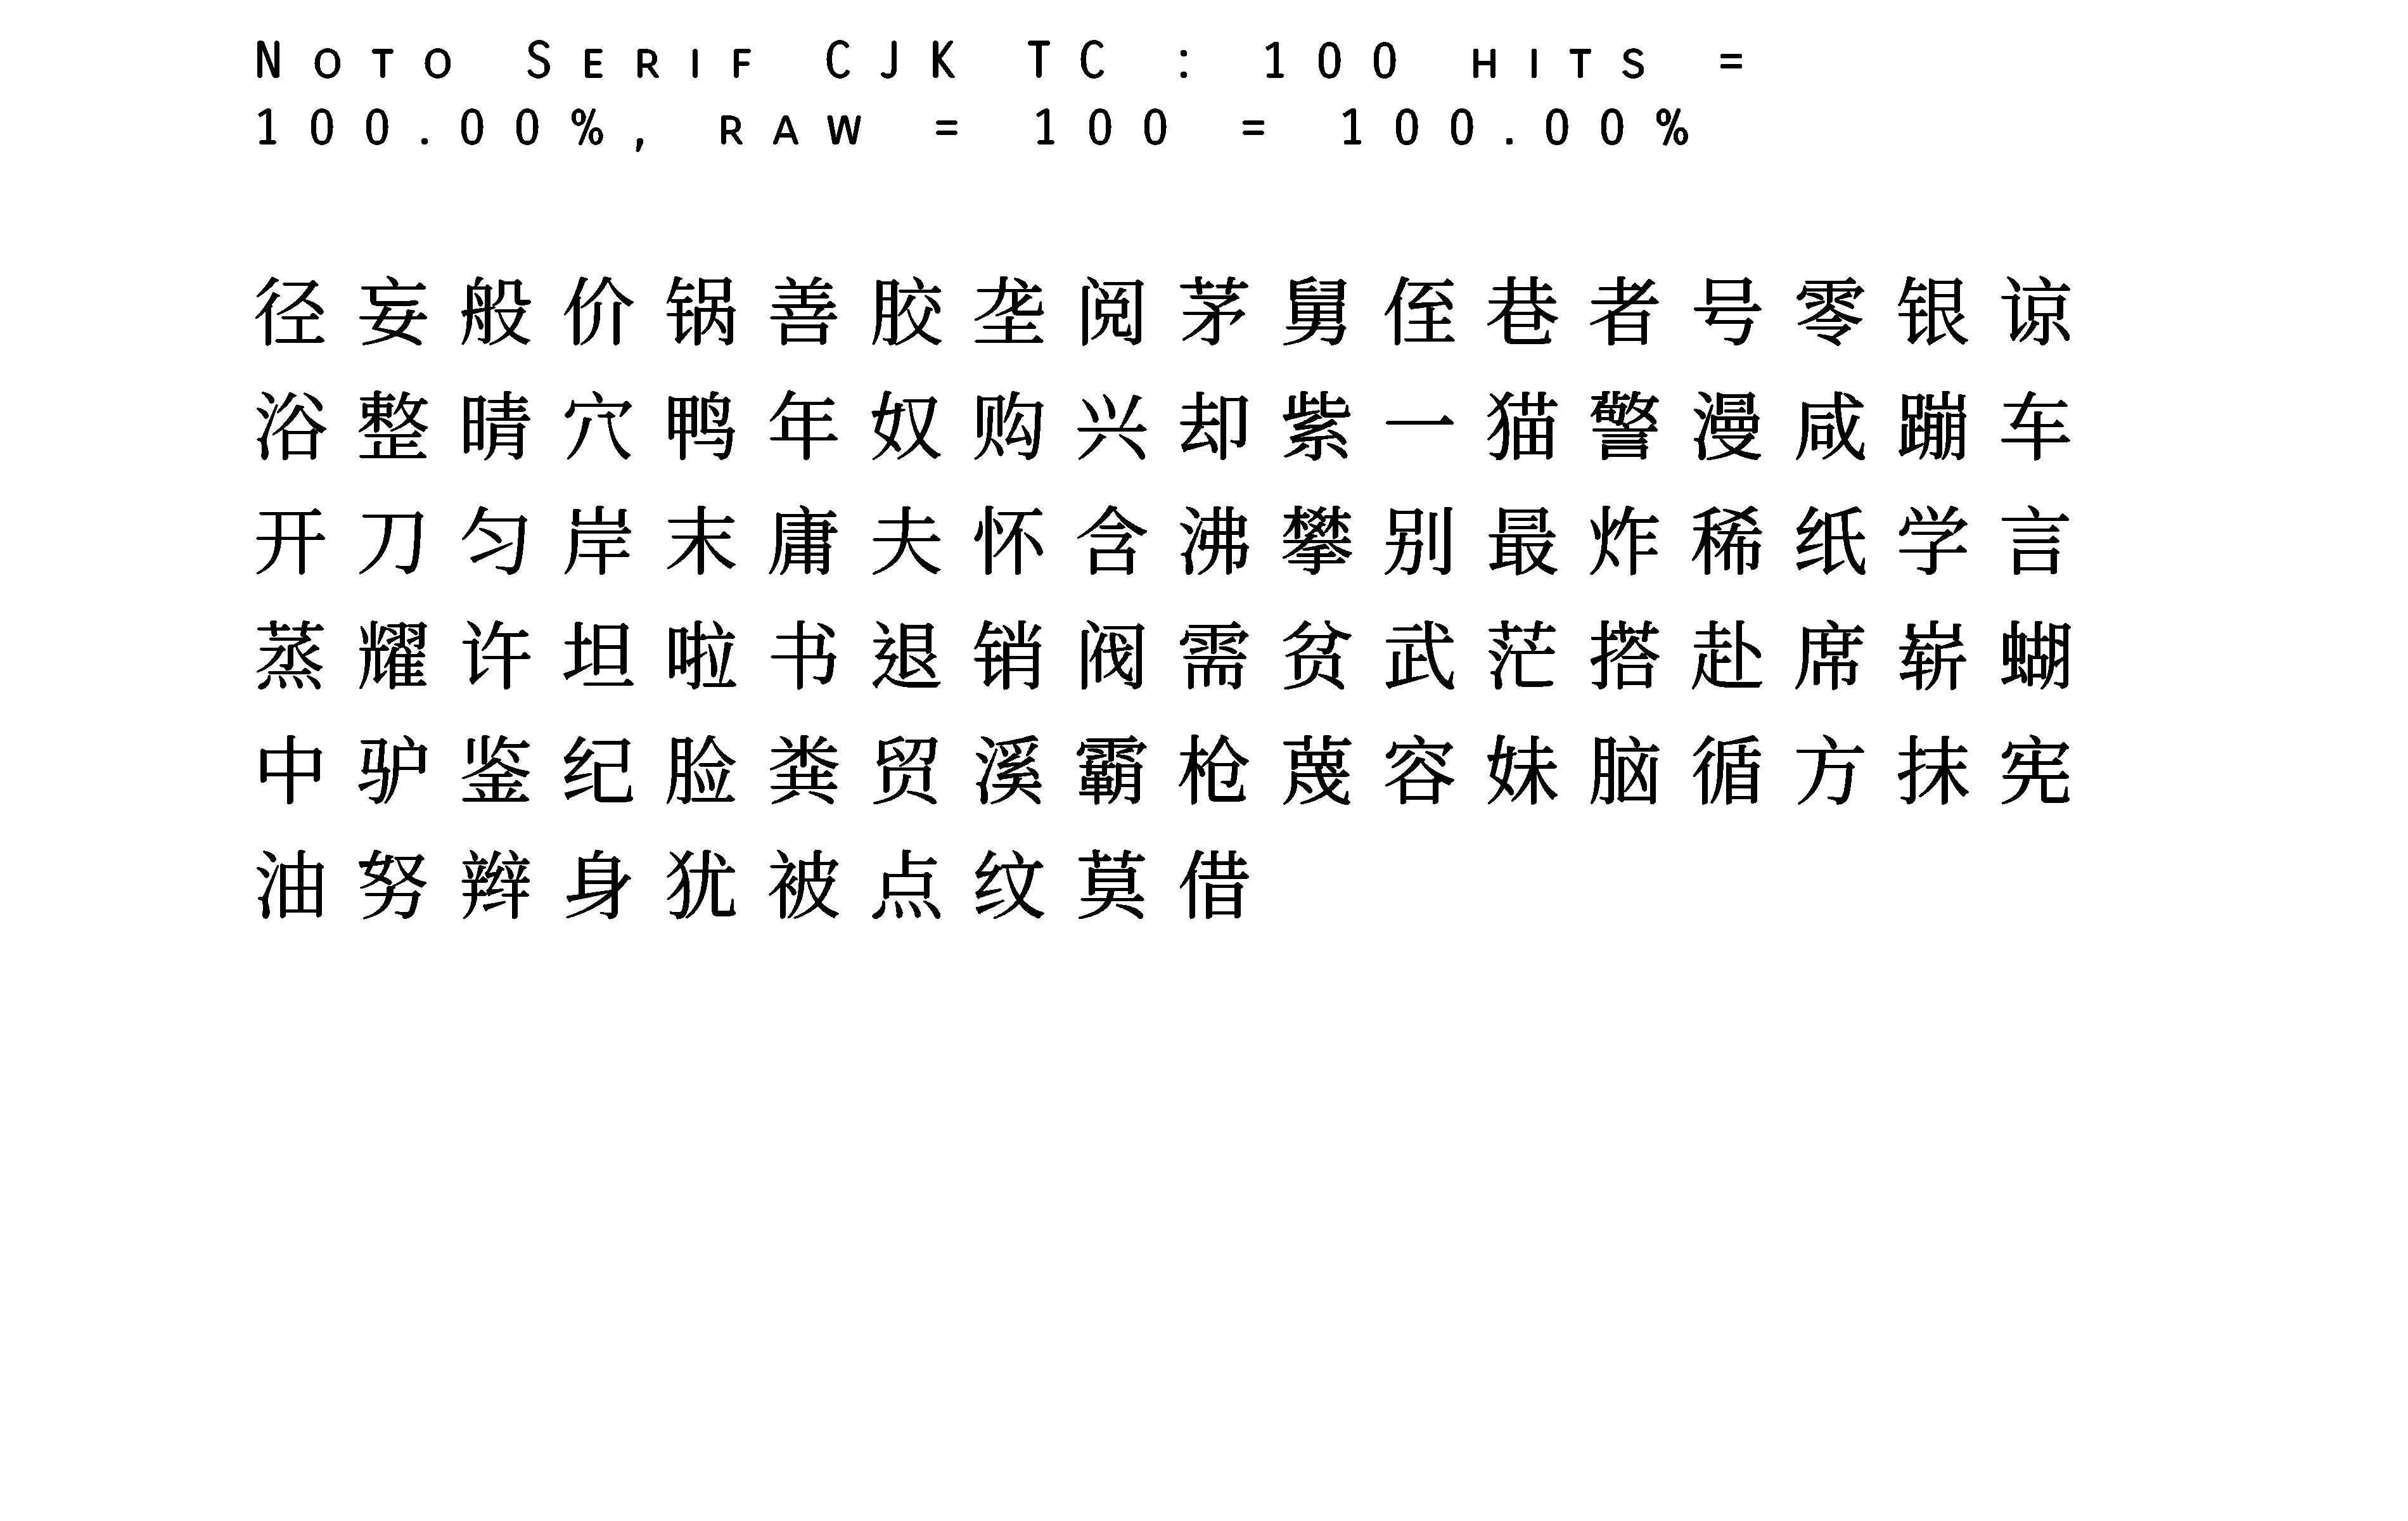 Noto Serif CJK TC : 100 hits =
100.00%, raw = 100 = 100.00%
径妄般价锅善胶垄阅茅舅侄巷者号零银谅
浴整晴穴鸭年奴购兴却紫一猫警漫咸蹦车
开刀匀岸末庸夫怀含沸攀别最炸稀纸学言
蒸耀许坦啦书退销阀需贫武茫搭赴席崭蝴
中驴鉴纪脸粪贸溪霸枪蔑容妹脑循方抹宪
油努辫身犹被点纹莫借